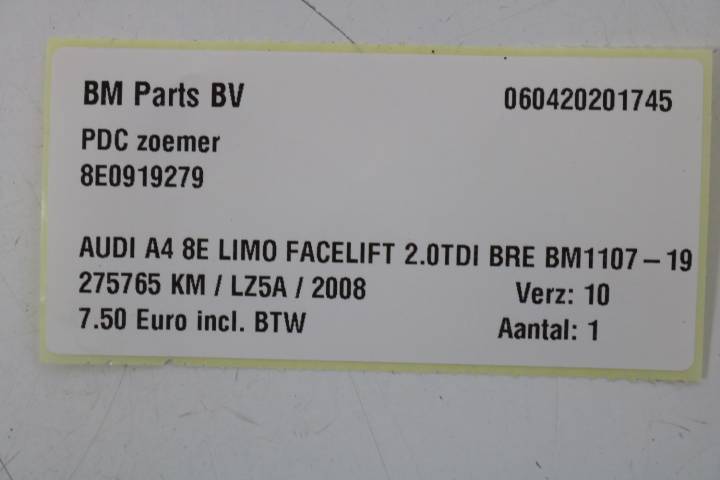 BM Parts BV 060420201745
PDC zoemer
8E0919279
AUDI A4 8E LIMO FACELIFT 2.0TDI BRE BM1107-19
275765 KM / LZ5A / 2008 Verz: 10
7.50 Euro incl. BTW Aantal: 1